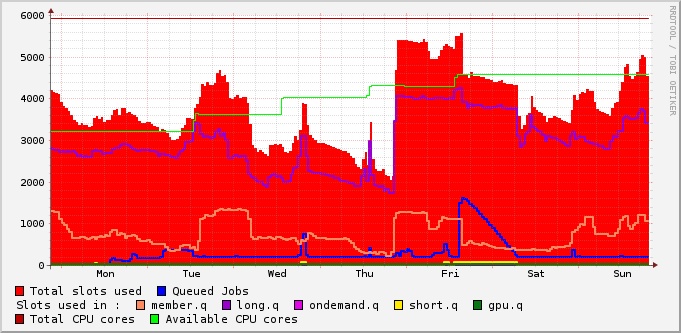 RRDTOOL / TOBI OETIKER
6000
5000
4000
3000
2000
1000
0
Mon Tue Wed Thu Fri Sat Sun
Total slots used Queued Jobs
Slots used in : member.q long.q ondemand.q short.q gpu.q
Total CPU cores Available CPU cores